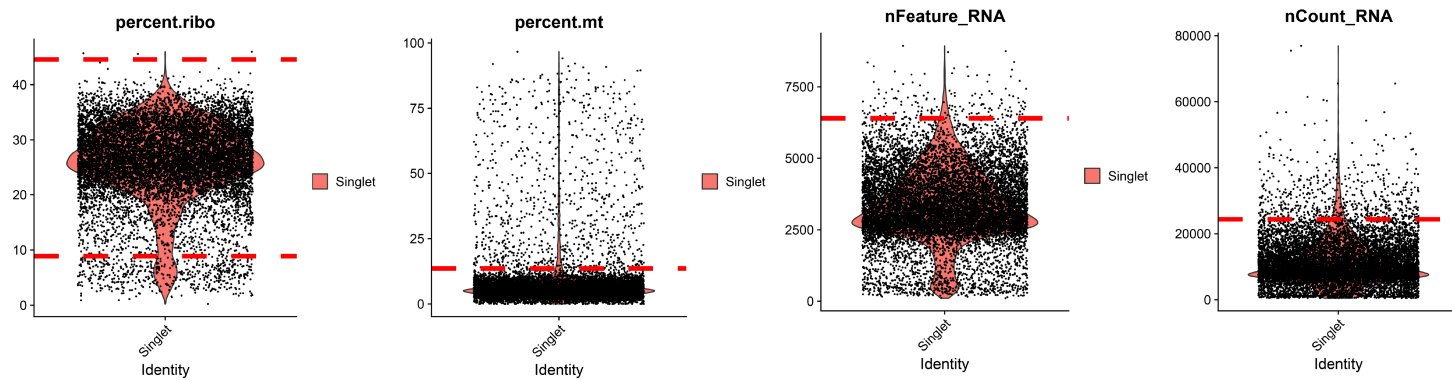 percent.ribo
40
30
20
10
0
Singlet
Identity
Singlet
percent.mt
100
75
50
25
0
Singlet
Identity
Singlet
nFeature_RNA
7500
5000
2500
0
Singlet
Identity
Singlet
nCount_RNA
80000
60000
40000
20000
0
Singlet
Identity